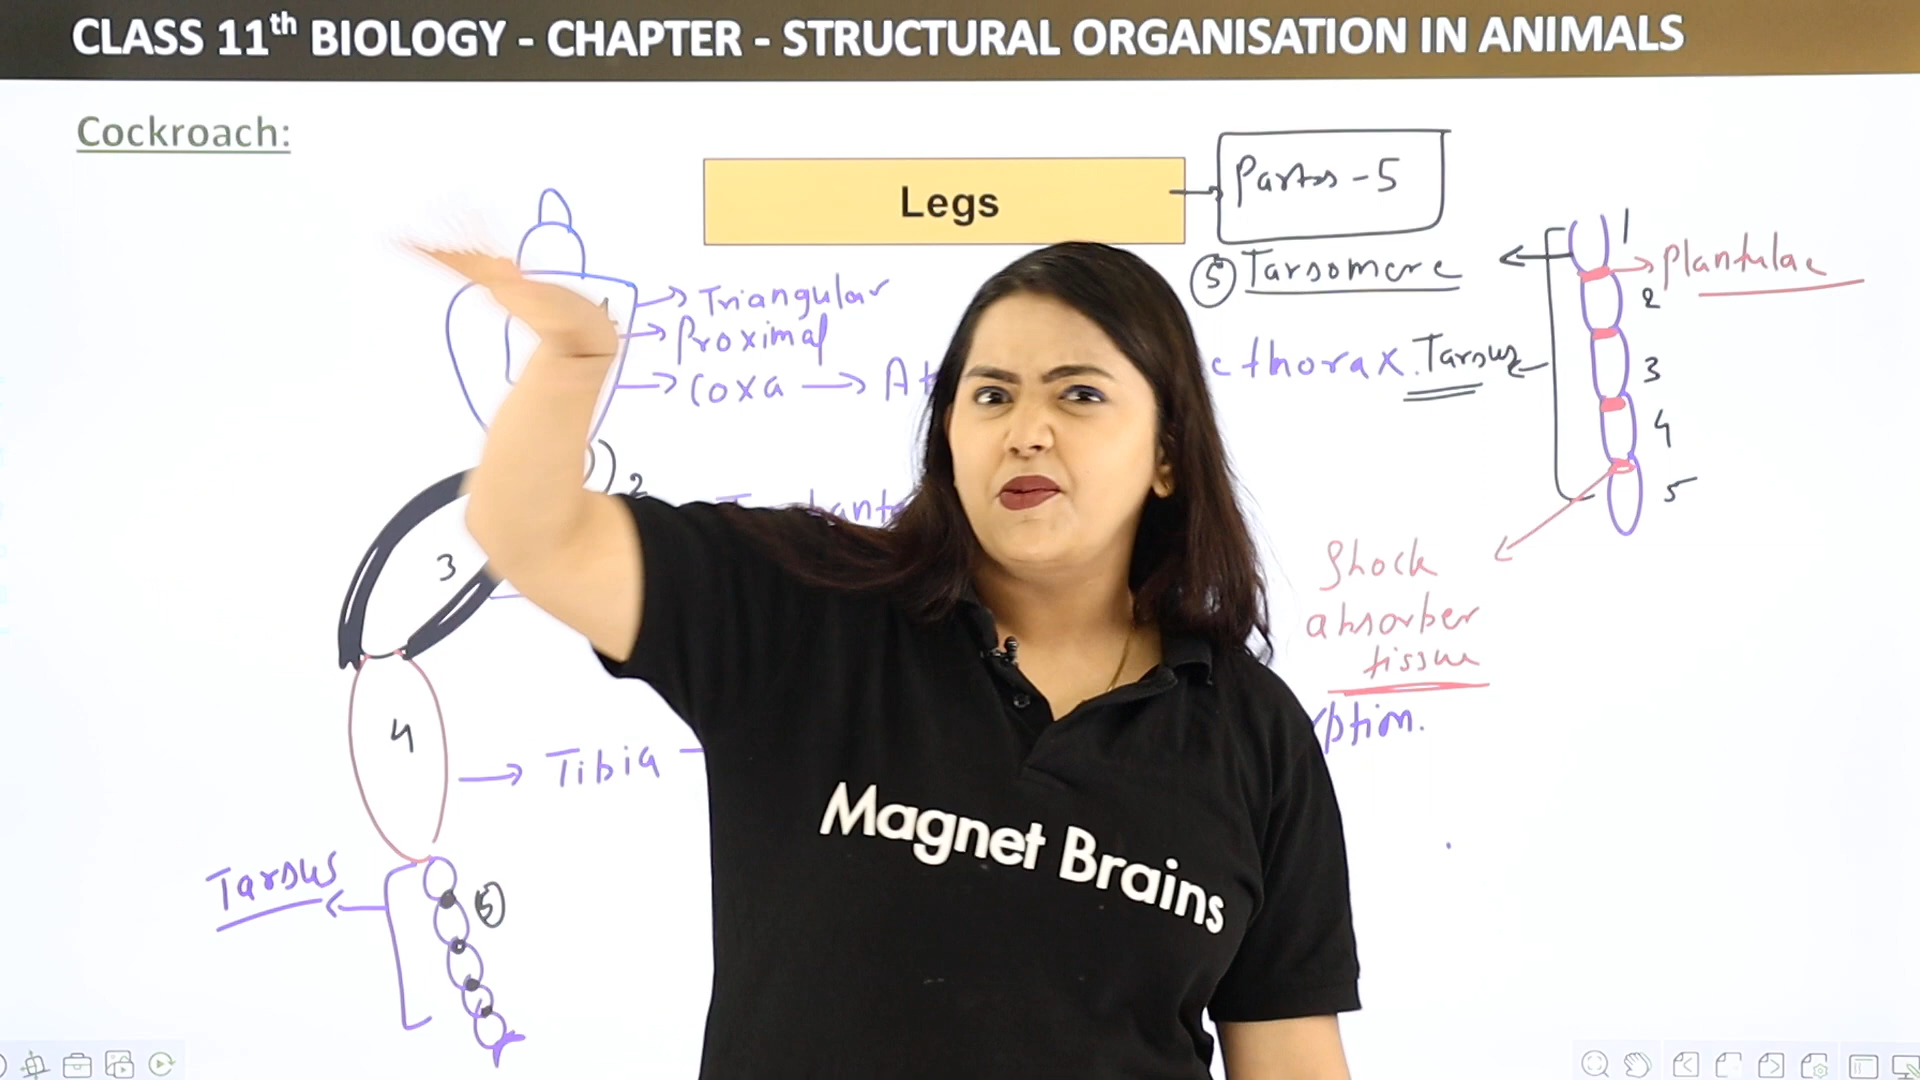 CLASS 11th BIOLOGY - CHAPTER - STRUCTURAL ORGANISATION IN ANIMALS
Cockroach:
Legs
Parts - 5
5 Tarsomere
1
Plantulae
2
3
4
5
Triangular
Proximal
Coxa
thorax.
Tarsus
2
3
Shock
absorber
tissue
4
Tibia
Tarsus
5
Magnet Brains